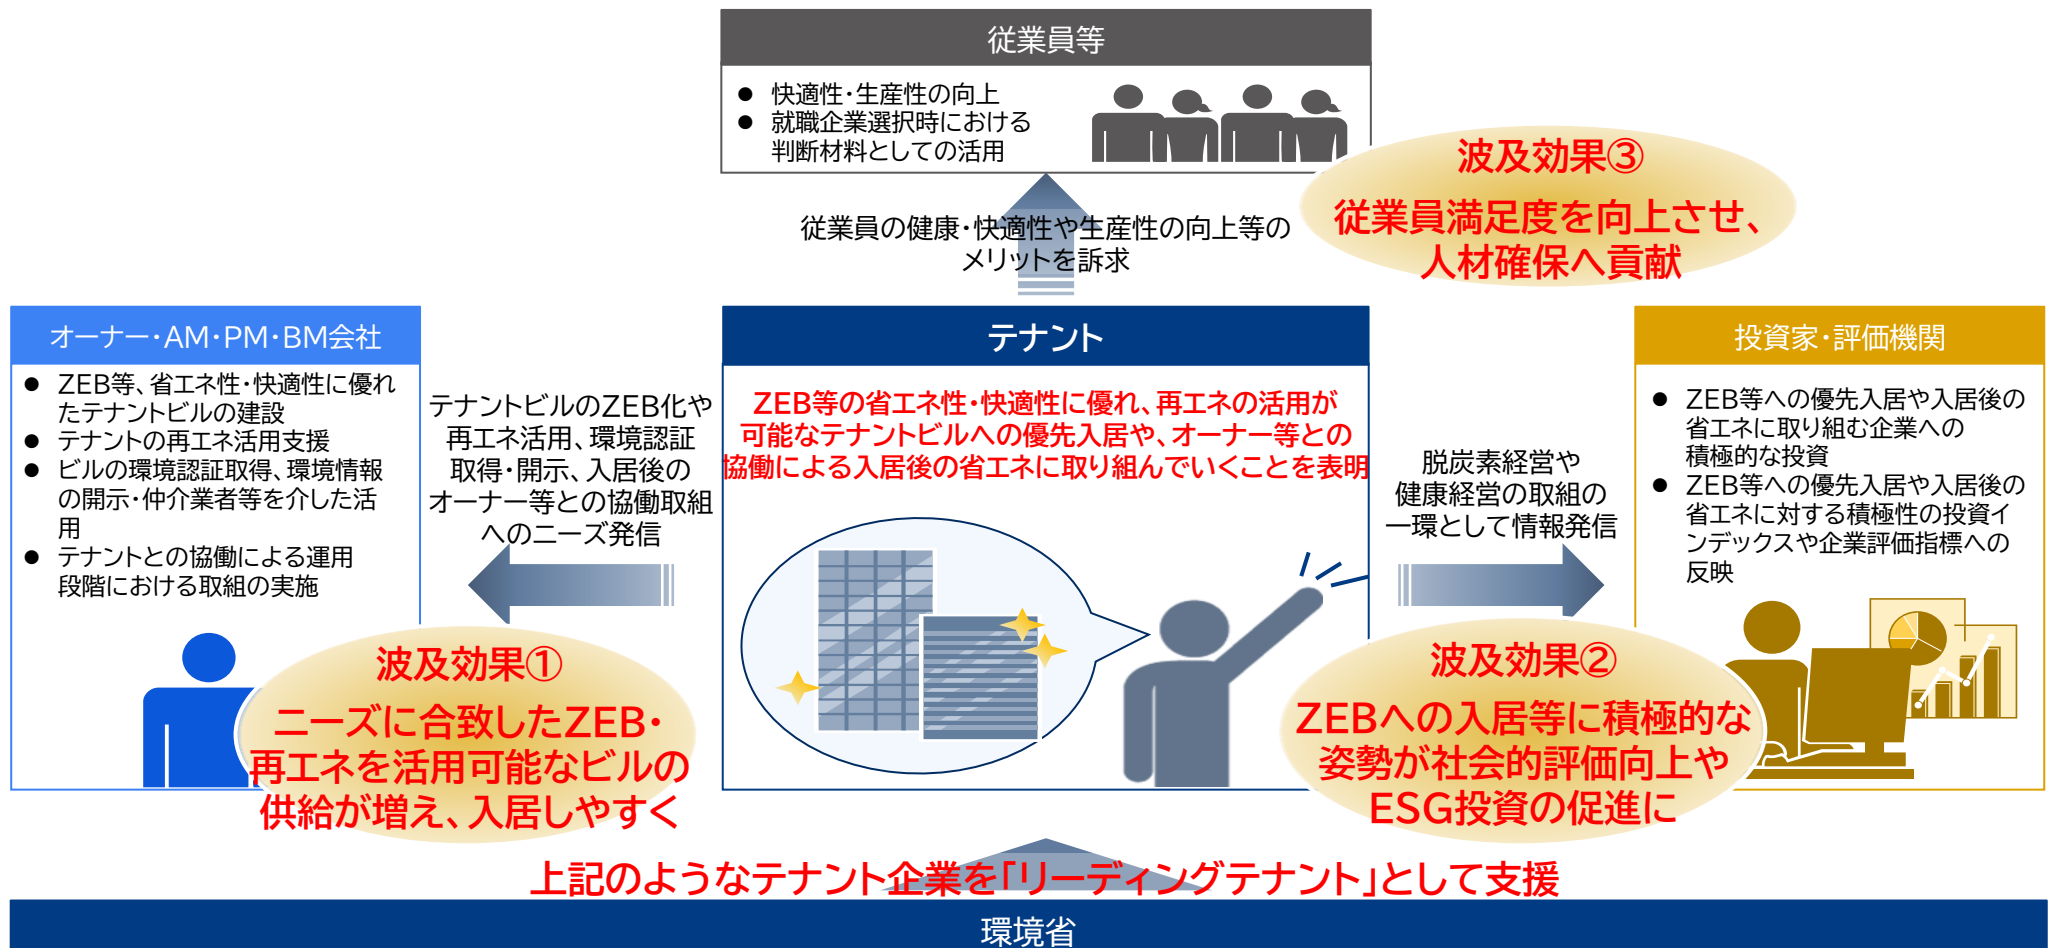 従業員等
● 快適性・生産性の向上
● 就職企業選択時における
判断材料としての活用
波及効果③
従業員満足度を向上させ、
人材確保へ貢献
従業員の健康・快適性や生産性の向上等の
メリットを訴求
オーナー・AM・PM・BM会社
● ZEB等、省エネ性・快適性に優れ
たテナントビルの建設
● テナントの再エネ活用支援
● ビルの環境認証取得、環境情報
の開示・仲介業者等を介した活
用
● テナントとの協働による運用
段階における取組の実施
波及効果①
ニーズに合致したZEB・
再エネを活用可能なビルの
供給が増え、入居しやすく
テナントビルのZEB化や
再エネ活用、環境認証
取得・開示、入居後の
オーナー等との協働取組
へのニーズ発信
テナント
ZEB等の省エネ性・快適性に優れ、再エネの活用が
可能なテナントビルへの優先入居や、オーナー等との
協働による入居後の省エネに取り組んでいくことを表明
脱炭素経営や
健康経営の取組の
一環として情報発信
投資家・評価機関
● ZEB等への優先入居や入居後の
省エネに取り組む企業への
積極的な投資
● ZEB等への優先入居や入居後の
省エネに対する積極性の投資イ
ンデックスや企業評価指標への
反映
波及効果②
ZEBへの入居等に積極的な
姿勢が社会的評価向上や
ESG投資の促進に
上記のようなテナント企業を「リーディングテナント」として支援
環境省